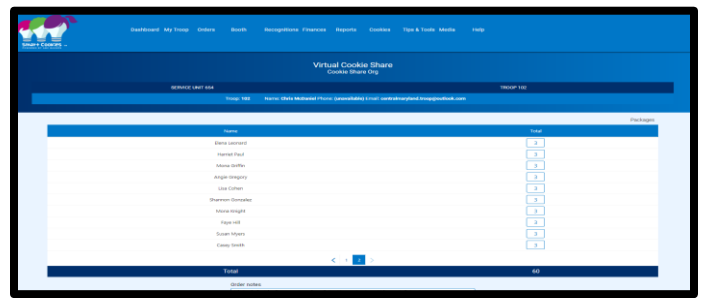 Dashboard My Troop Orders Booth Recognitions Finances Reports Cookies Tips & Tools Media Help
Smart Cookies
Virtual Cookie Share
Cookie Share Org
SERVICE UNIT 654 TROOP 102
Troop: 102 Name: Chris McDaniel Phone: (unavailable) Email: centralmaryland.troop@outlook.com
Packages
Name Total
Elena Leonard 3
Harriet Paul 3
Mona Griffin 3
Angie Gregory 3
Lisa Cohen 3
Shannon Gonzalez 3
Mona Knight 3
Faye Hill 3
Susan Myers 3
Casey Smith 3
< 1 2 >
Total 60
Order notes